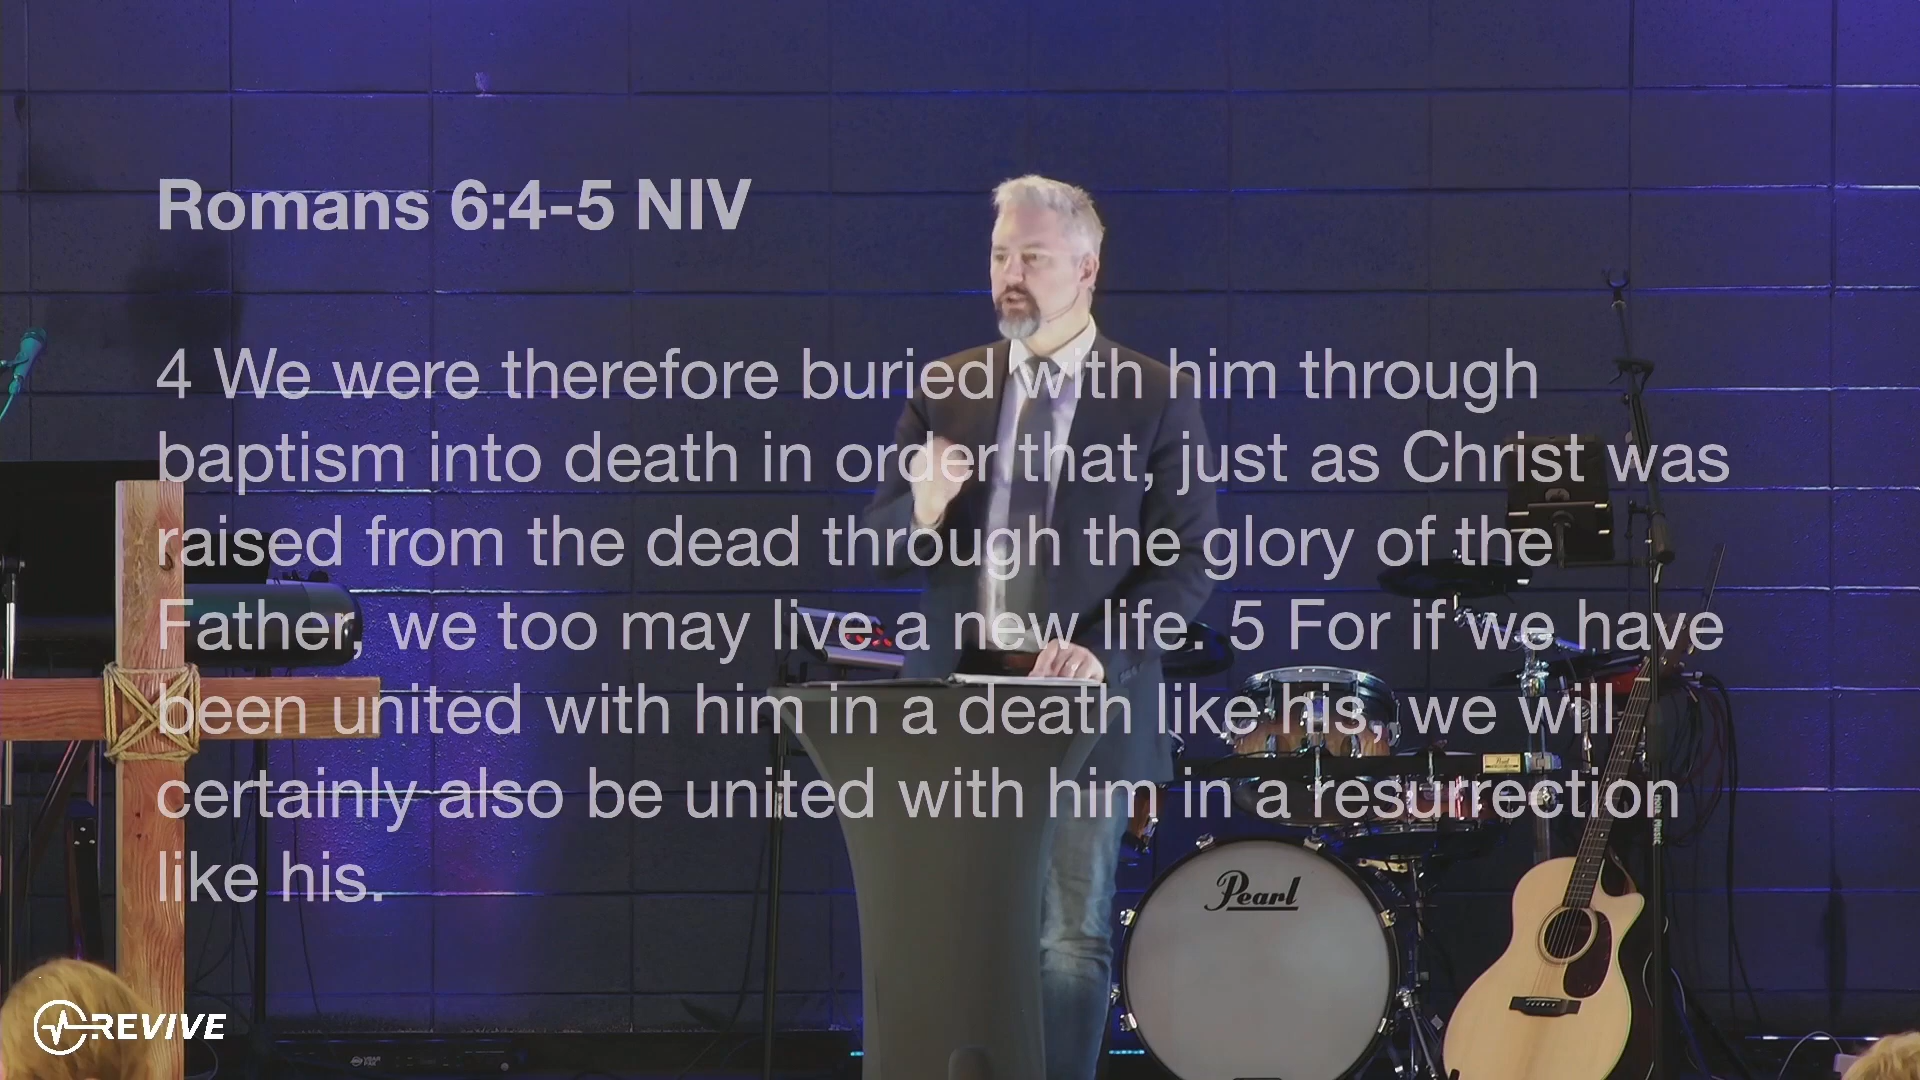 Romans 6:4-5 NIV
4 We were therefore buried with him through
baptism into death in order that, just as Christ was
raised from the dead through the glory of the
Father, we too may live a new life. 5 For if we have
been united with him in a death like his, we will
certainly also be united with him in a resurrection
like his.
Pearl
REVIVE